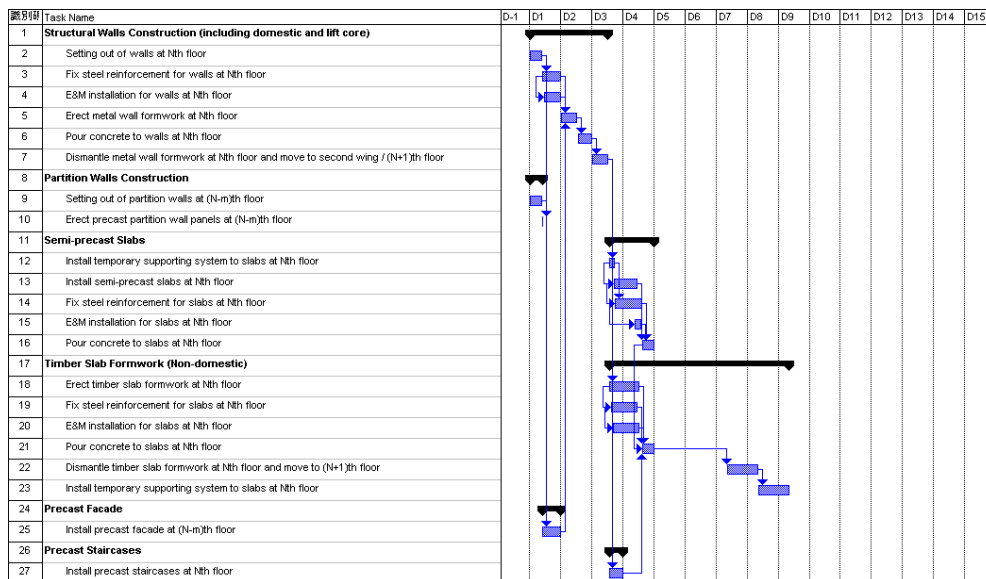 識別碼 Task Name D-1 D1 D2 D3 D4 D5 D6 D7 D8 D9 D10 D11 D12 D13 D14 D15
1 Structural Walls Construction (including domestic and lift core)
2 Setting out of walls at Nth floor
3 Fix steel reinforcement for walls at Nth floor
4 E&M installation for walls at Nth floor
5 Erect metal wall formwork at Nth floor
6 Pour concrete to walls at Nth floor
7 Dismantle metal wall formwork at Nth floor and move to second wing / (N+1)th floor
8 Partition Walls Construction
9 Setting out of partition walls at (N-m)th floor
10 Erect precast partition wall panels at (N-m)th floor
11 Semi-precast Slabs
12 Install temporary supporting system to slabs at Nth floor
13 Install semi-precast slabs at Nth floor
14 Fix steel reinforcement for slabs at Nth floor
15 E&M installation for slabs at Nth floor
16 Pour concrete to slabs at Nth floor
17 Timber Slab Formwork (Non-domestic)
18 Erect timber slab formwork at Nth floor
19 Fix steel reinforcement for slabs at Nth floor
20 E&M installation for slabs at Nth floor
21 Pour concrete to slabs at Nth floor
22 Dismantle timber slab formwork at Nth floor and move to (N+1)th floor
23 Install temporary supporting system to slabs at Nth floor
24 Precast Facade
25 Install precast facade at (N-m)th floor
26 Precast Staircases
27 Install precast staircases at Nth floor